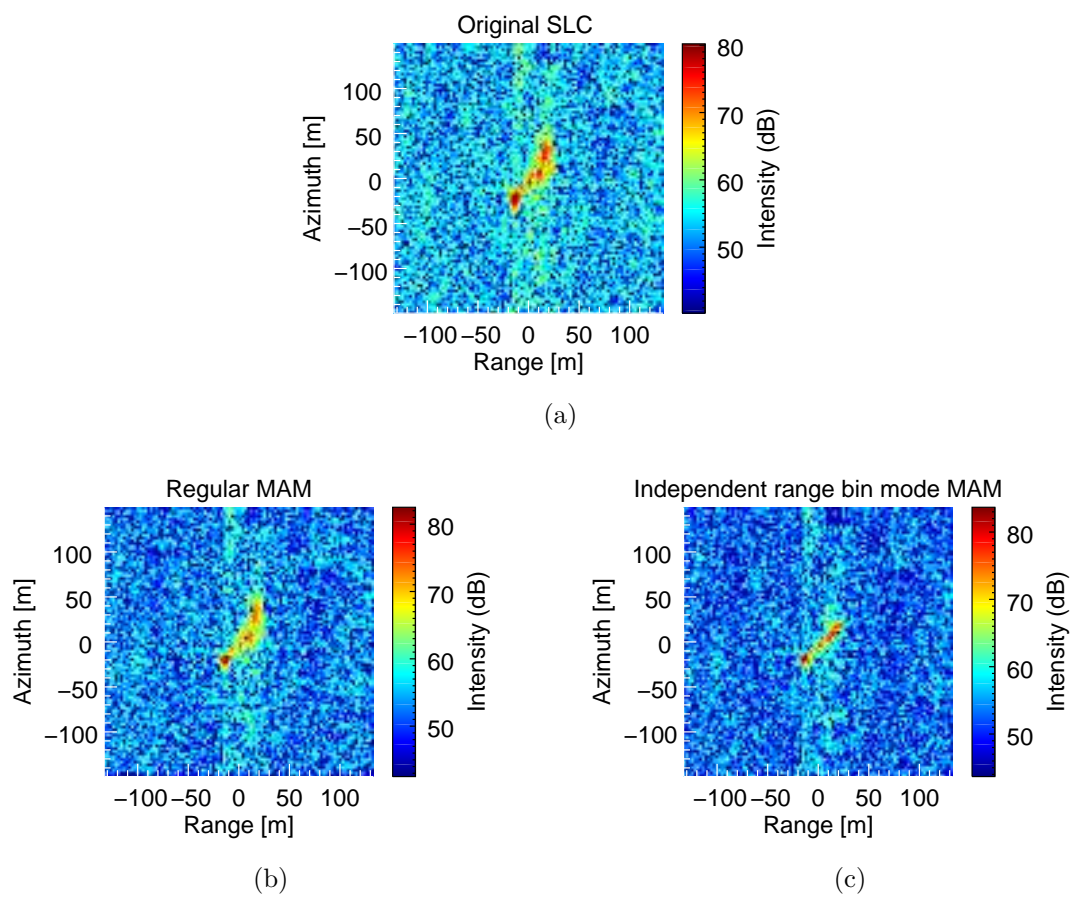 Original SLC
Azimuth [m]
100
50
0
−50
−100
−100 −50 0 50 100
Range [m]
80
70
60
50
Intensity (dB)
(a)
Regular MAM
Azimuth [m]
100
50
0
−50
−100
−100 −50 0 50 100
Range [m]
80
70
60
50
Intensity (dB)
(b)
Independent range bin mode MAM
Azimuth [m]
100
50
0
−50
−100
−100 −50 0 50 100
Range [m]
80
70
60
50
Intensity (dB)
(c)